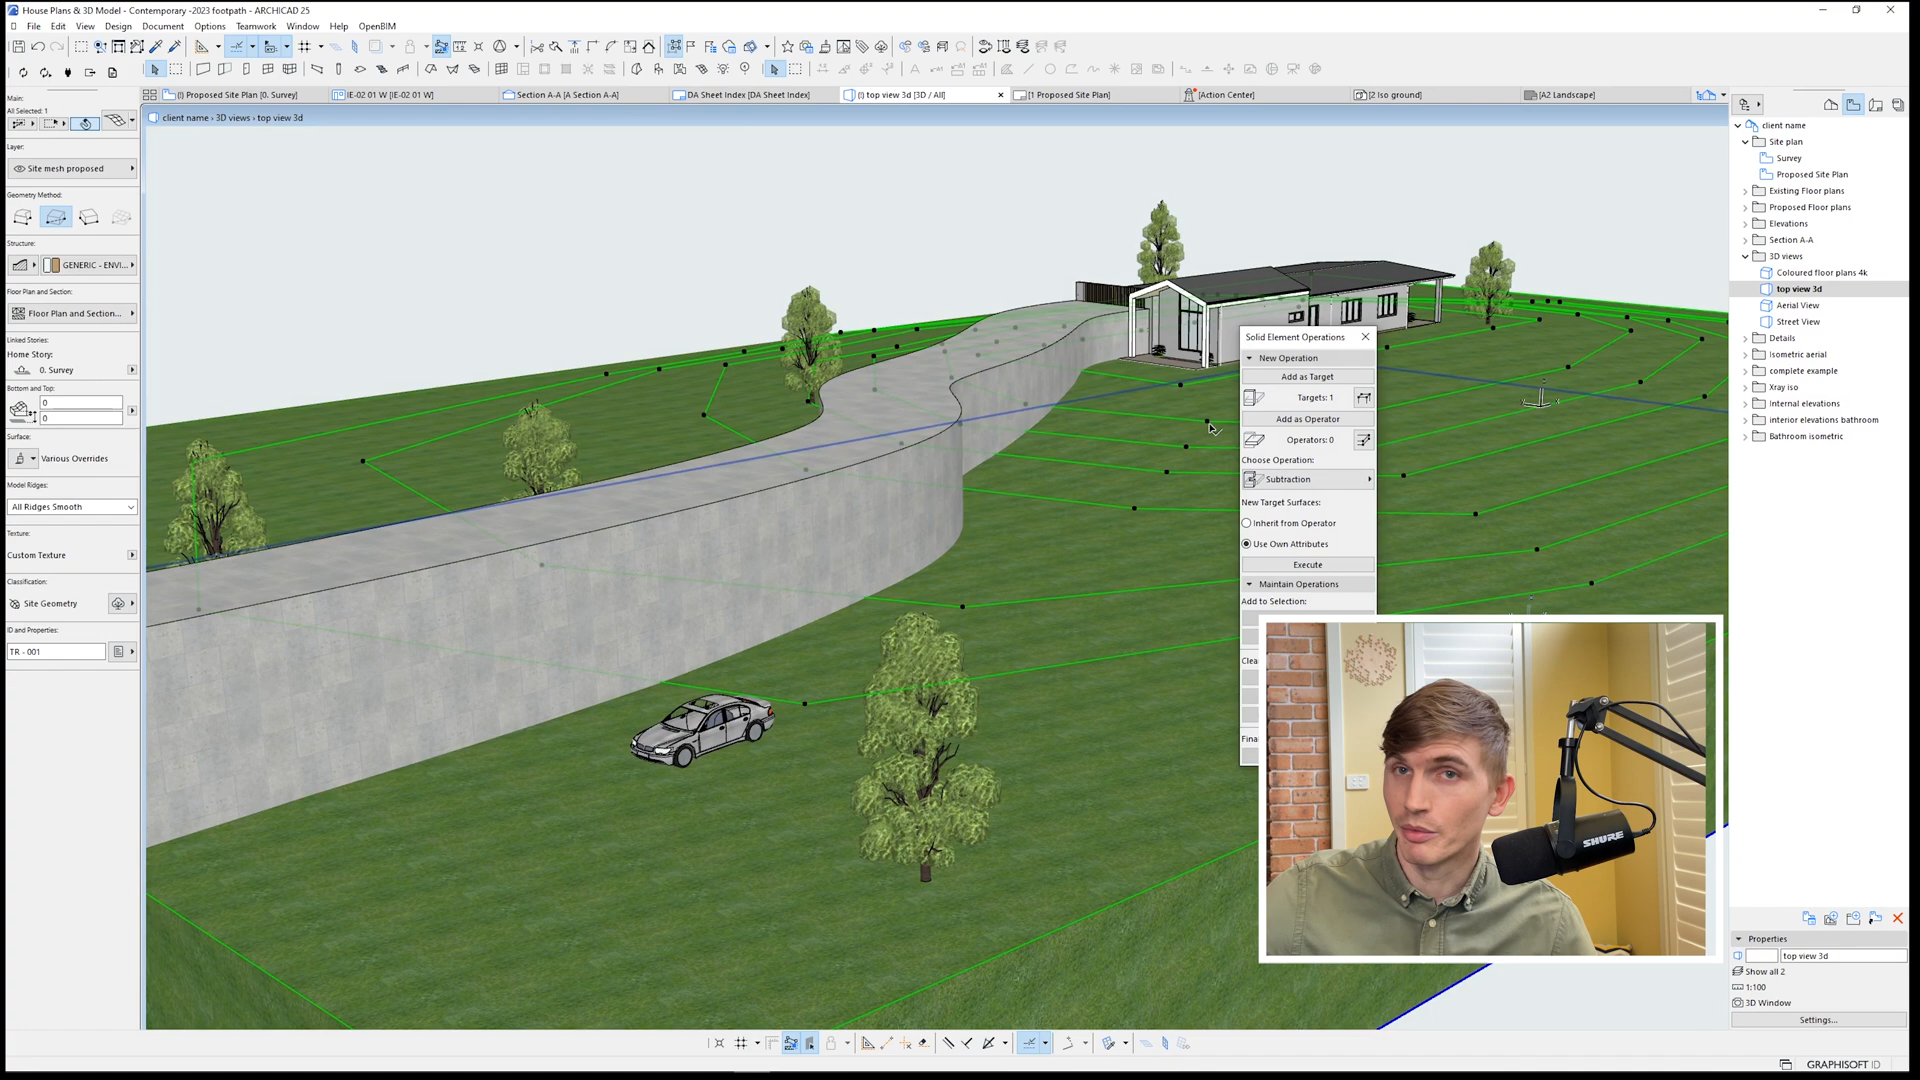 House Plans & 3D Model - Contemporary -2023 footpath - ARCHICAD 25
File Edit View Design Document Options Teamwork Window Help OpenBIM
(!) Proposed Site Plan [0. Survey]
IE-02 01 W [IE-02 01 W]
Section A-A [A Section A-A]
DA Sheet Index [DA Sheet Index]
(!) top view 3d [3D / All]
[1 Proposed Site Plan]
[Action Center]
[2 Iso ground]
[A2 Landscape]
client name › 3D views › top view 3d
Main:
All Selected: 1
Layer:
Site mesh proposed
Geometry Method:
Structure:
GENERIC - ENVI...
Floor Plan and Section:
Floor Plan and Section...
Linked Stories:
Home Story:
0. Survey
Bottom and Top:
0
0
Surface:
Various Overrides
Model Ridges:
All Ridges Smooth
Texture:
Custom Texture
Classification:
Site Geometry
ID and Properties:
TR - 001
Solid Element Operations
New Operation
Add as Target
Targets: 1
Add as Operator
Operators: 0
Choose Operation:
Subtraction
New Target Surfaces:
Inherit from Operator
Use Own Attributes
Execute
Maintain Operations
Add to Selection:
Clea
Fina
SHURE
client name
Site plan
Survey
Proposed Site Plan
Existing Floor plans
Proposed Floor plans
Elevations
Section A-A
3D views
Coloured floor plans 4k
top view 3d
Aerial View
Street View
Details
Isometric aerial
complete example
Xray iso
Internal elevations
interior elevations bathroom
Bathroom isometric
Properties
top view 3d
Show all 2
1:100
3D Window
Settings...
GRAPHISOFT ID